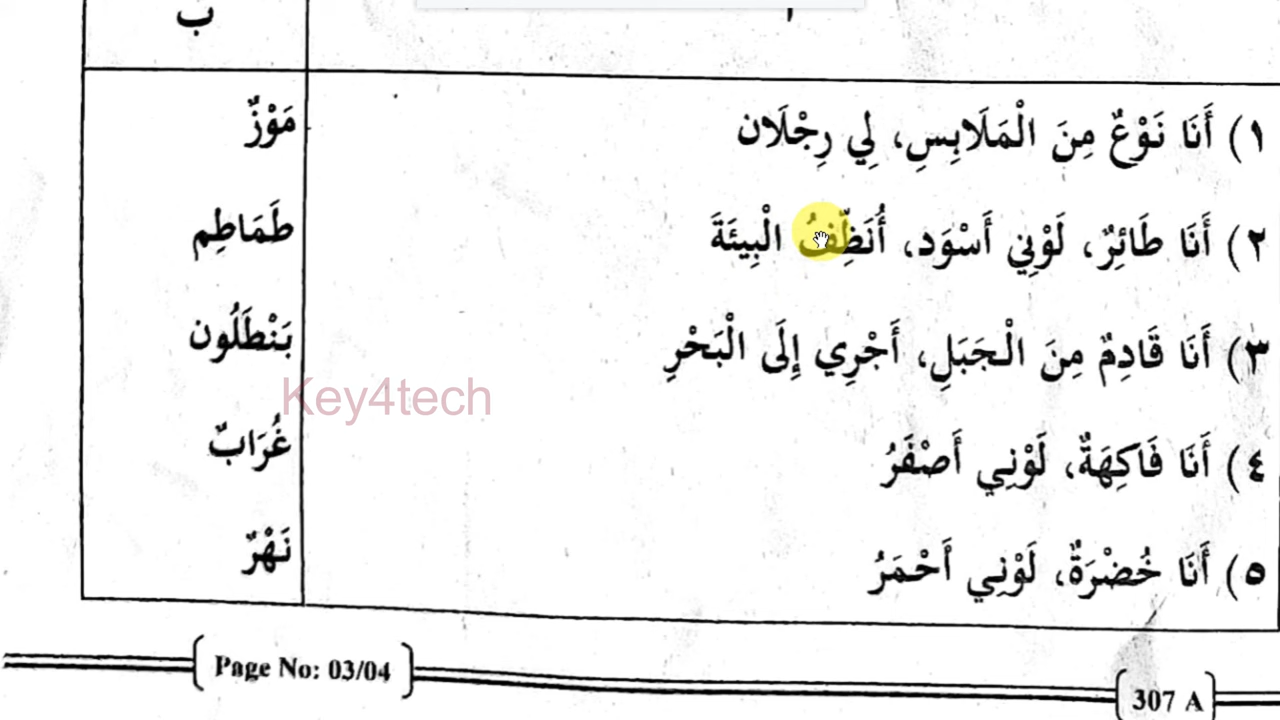 أ ب
١) أَنَا نَوْعٌ مِنَ الْمَلَابِسِ، لِي رِجْلَان مَوْزٌ
٢) أَنَا طَائِرٌ، لَوْنِي أَسْوَد، أُنَظِّفُ الْبِيئَةَ طَمَاطِم
٣) أَنَا قَادِمٌ مِنَ الْجَبَلِ، أَجْرِي إِلَى الْبَحْرِ بَنْطَلُون
Key4tech
٤) أَنَا فَاكِهَةٌ، لَوْنِي أَصْفَرُ غُرَابٌ
٥) أَنَا خُضْرَةٌ، لَوْنِي أَحْمَرُ نَهْرٌ
Page No: 03/04
307 A